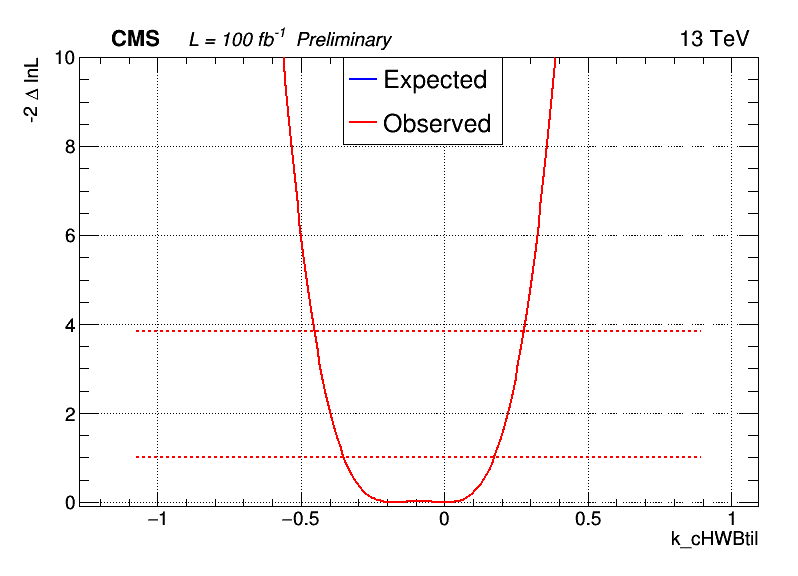 CMS L = 100 fb⁻¹ Preliminary 13 TeV
-2 Δ lnL
10
8
6
4
2
0
Expected
Observed
−1 −0.5 0 0.5 1
k_cHWBtil